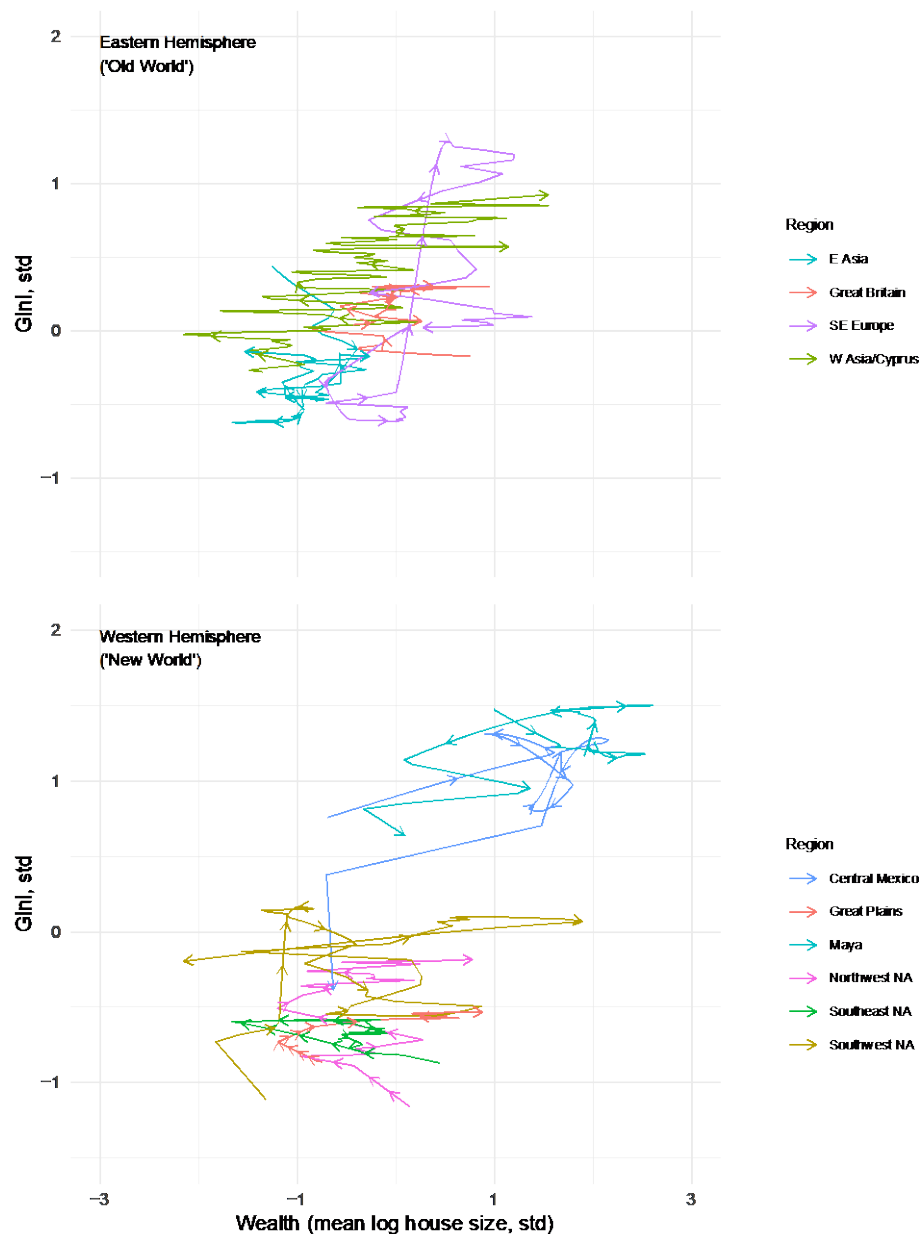 Eastern Hemisphere
('Old World')
2
1
0
−1
GInI, std
Region
E Asia
Great Britain
SE Europe
W Asia/Cyprus
Western Hemisphere
('New World')
2
1
0
−1
GInI, std
Region
Central Mexico
Great Plains
Maya
Northwest NA
Southeast NA
Southwest NA
−3
−1
1
3
Wealth (mean log house size, std)